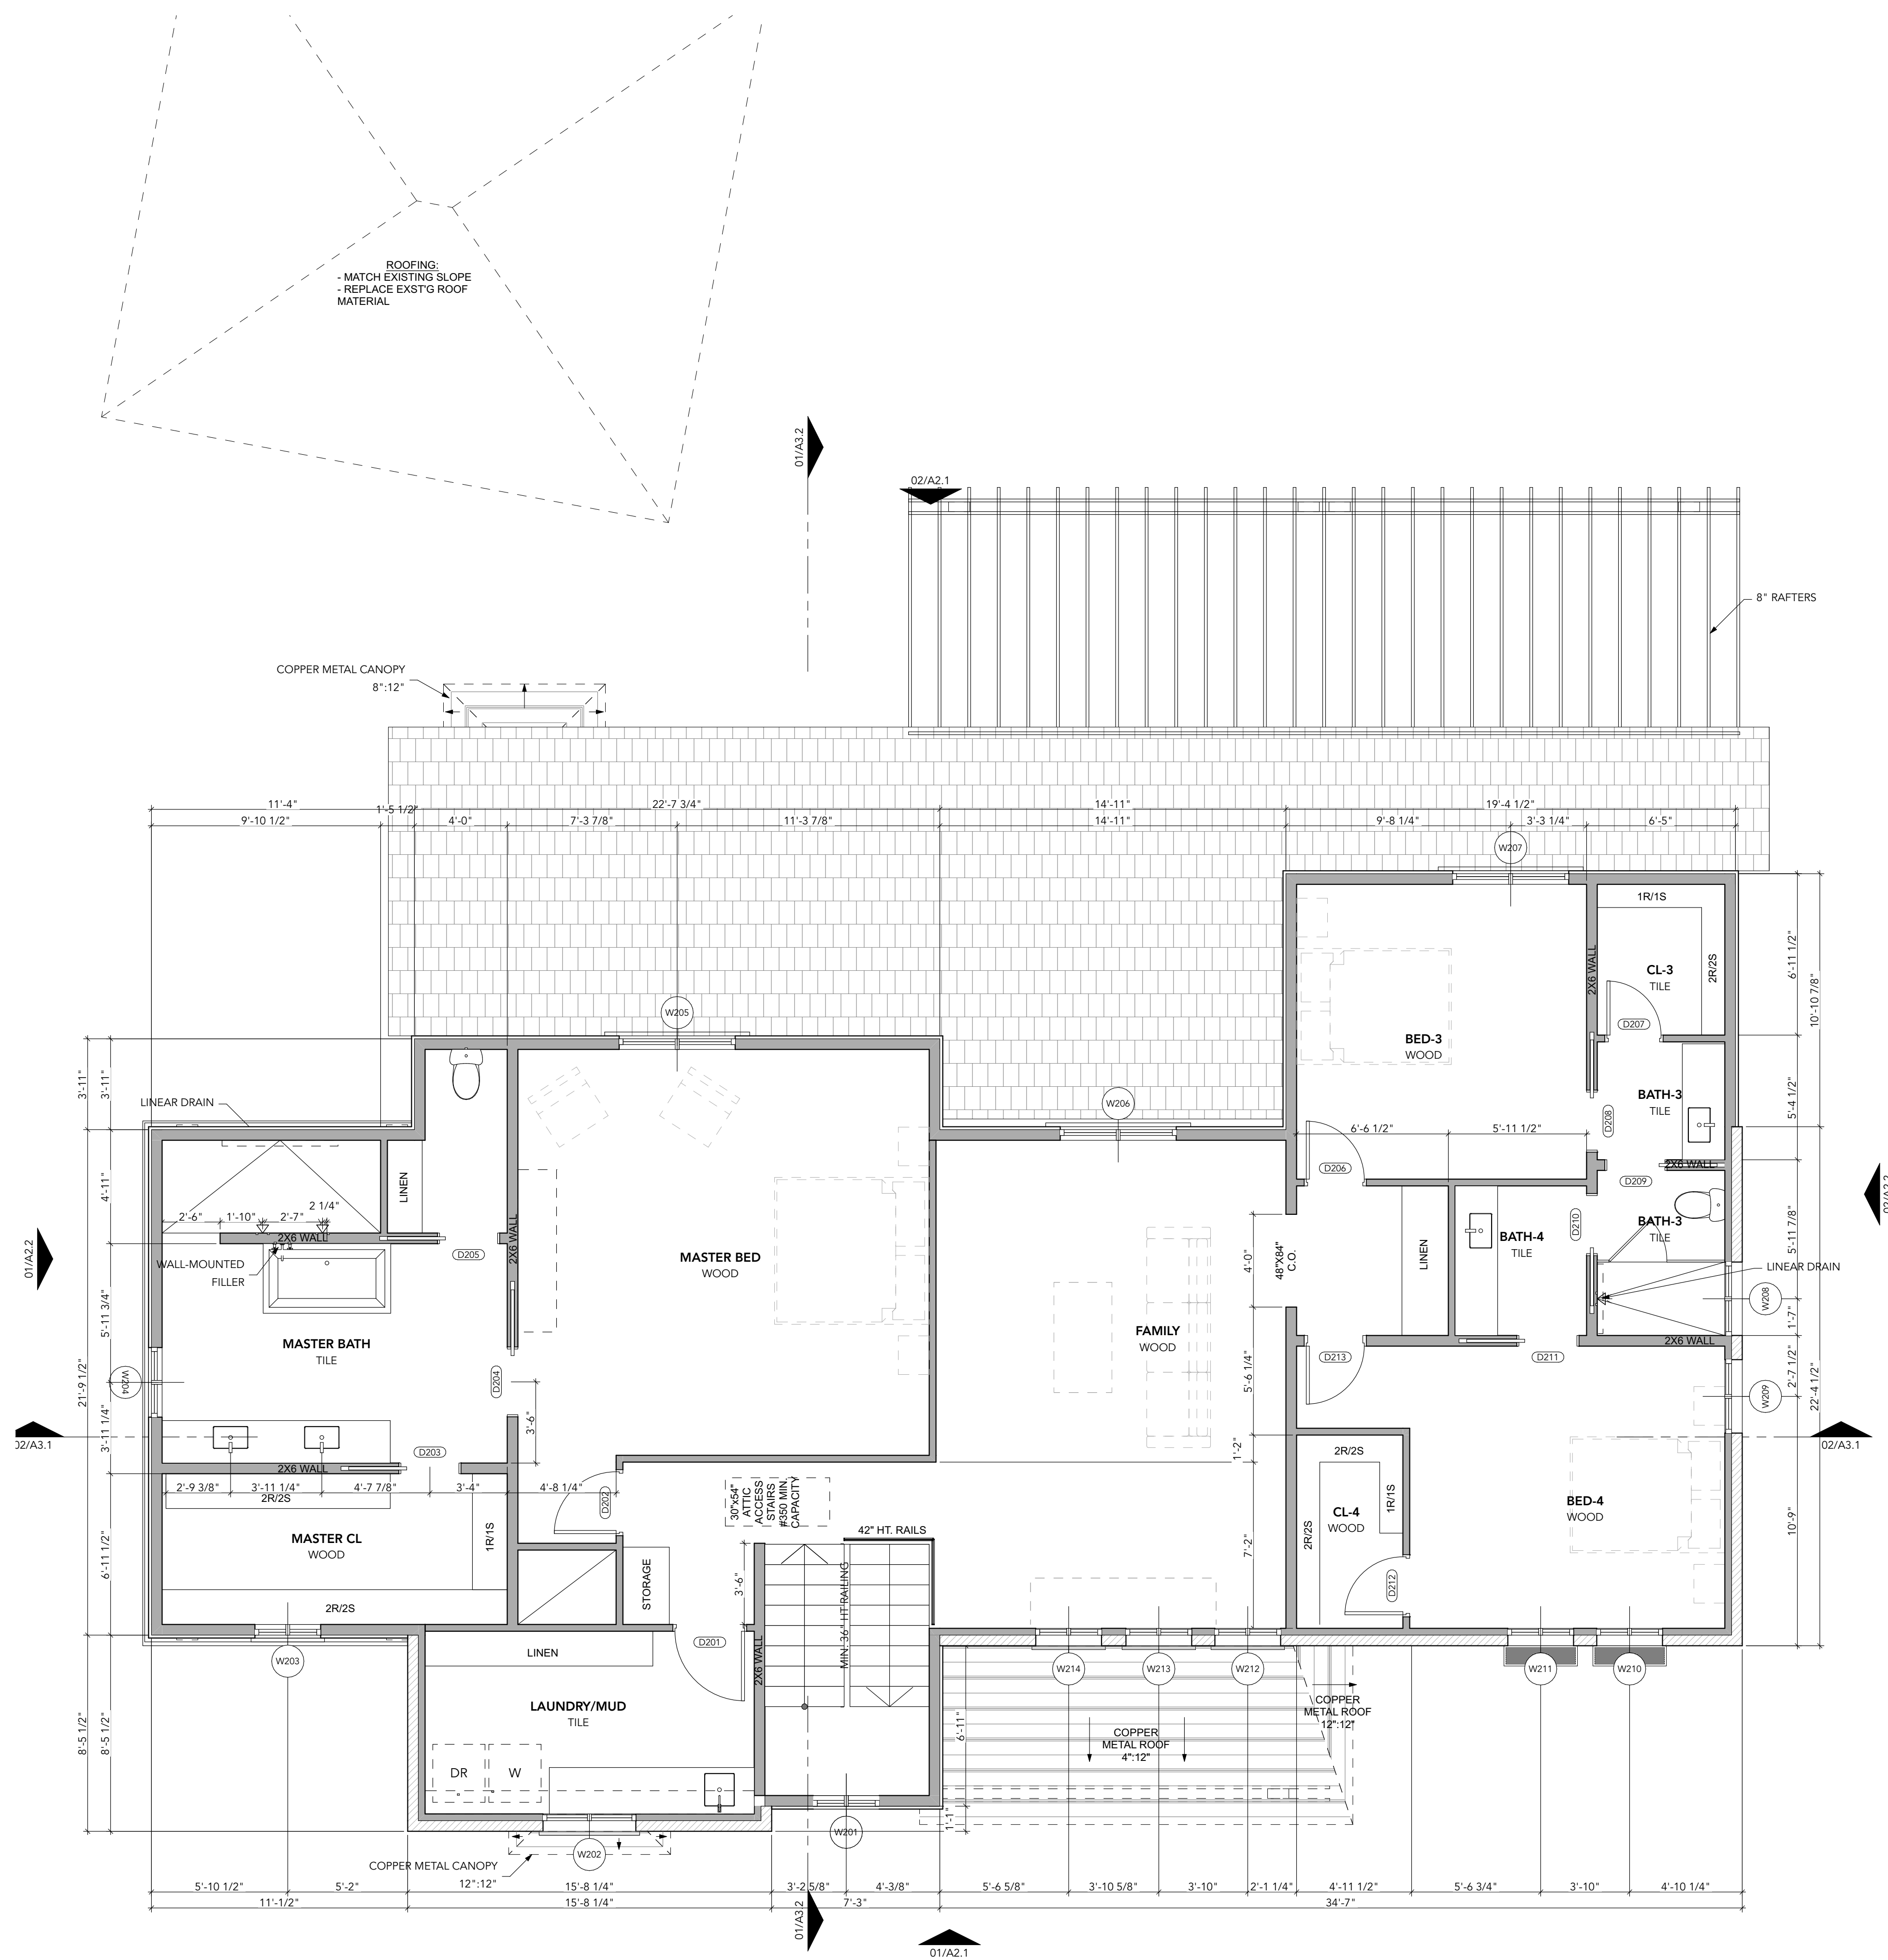 ROOFING:
- MATCH EXISTING SLOPE
- REPLACE EXST'G ROOF
MATERIAL
01/A3.2
02/A2.1
8" RAFTERS
COPPER METAL CANOPY
8":12"
11'-4"
1'-5 1/2"
22'-7 3/4"
14'-11"
19'-4 1/2"
9'-10 1/2"
4'-0"
7'-3 7/8"
11'-3 7/8"
14'-11"
9'-8 1/4"
3'-3 1/4"
6'-5"
W207
1R/1S
2R/2S
2X6 WALL
CL-3
TILE
D207
6'-11 1/2"
10'-10 7/8"
W205
BED-3
WOOD
3'-11"
3'-11"
LINEAR DRAIN
W206
BATH-3
TILE
D208
5'-4 1/2"
6'-6 1/2"
5'-11 1/2"
D206
2X6 WALL
D209
LINEN
4'-11"
2'-6"
1'-10"
2'-7"
2 1/4"
2X6 WALL
D205
2X6 WALL
WALL-MOUNTED
FILLER
01/A2.2
MASTER BED
WOOD
4'-0"
48"X84"
C.O.
LINEN
BATH-4
TILE
D210
BATH-3
TILE
5'-11 7/8"
LINEAR DRAIN
W208
1'-7"
2X6 WALL
5'-11 3/4"
MASTER BATH
TILE
FAMILY
WOOD
D213
D211
21'-9 1/2"
W204
D204
3'-6"
5'-6 1/4"
2'-7 1/2"
W209
22'-4 1/2"
02/A3.1
3'-11 1/4"
D203
2X6 WALL
1'-2"
2R/2S
2'-9 3/8"
3'-11 1/4"
4'-7 7/8"
3'-4"
4'-8 1/4"
2R/2S
D202
30"x54"
ATTIC
ACCESS
STAIRS
#350 MIN.
CAPACITY
1R/1S
CL-4
WOOD
2R/2S
BED-4
WOOD
10'-9"
MASTER CL
WOOD
1R/1S
6'-11 1/2"
42" HT. RAILS
7'-2"
STORAGE
3'-6"
MIN. 36" HT RAILING
D212
2R/2S
D201
2X6 WALL
W203
LINEN
W214
W213
W212
W211
W210
LAUNDRY/MUD
TILE
COPPER
METAL ROOF
12":12"
COPPER
METAL ROOF
4":12"
8'-5 1/2"
8'-5 1/2"
6'-11"
DR
W
1'-1"
W201
W202
COPPER METAL CANOPY
12":12"
5'-10 1/2"
5'-2"
15'-8 1/4"
3'-2 5/8"
4'-3/8"
5'-6 5/8"
3'-10 5/8"
3'-10"
2'-1 1/4"
4'-11 1/2"
5'-6 3/4"
3'-10"
4'-10 1/4"
11'-1/2"
15'-8 1/4"
7'-3"
34'-7"
01/A3.2
01/A2.1